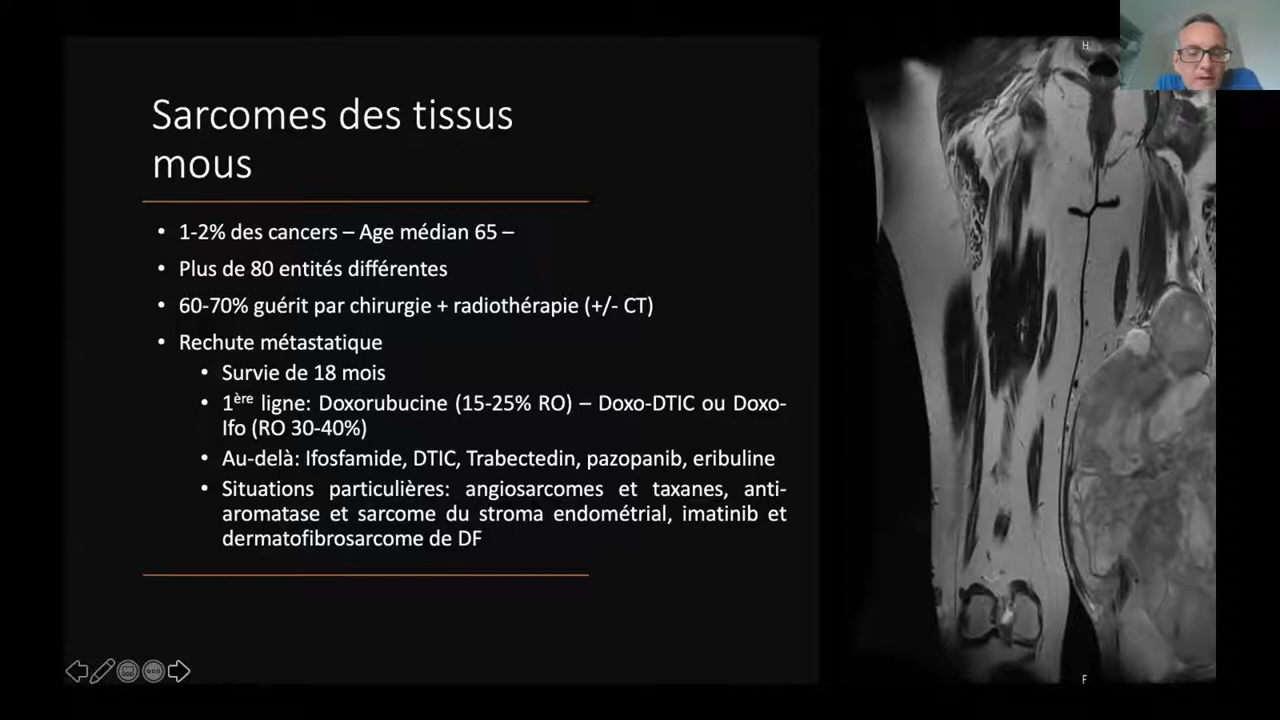 H
Sarcomes des tissus
mous
• 1-2% des cancers – Age médian 65 –
• Plus de 80 entités différentes
• 60-70% guérit par chirurgie + radiothérapie (+/- CT)
• Rechute métastatique
• Survie de 18 mois
• 1ère ligne: Doxorubucine (15-25% RO) – Doxo-DTIC ou Doxo-
Ifo (RO 30-40%)
• Au-delà: Ifosfamide, DTIC, Trabectedin, pazopanib, eribuline
• Situations particulières: angiosarcomes et taxanes, anti-
aromatase et sarcome du stroma endométrial, imatinib et
dermatofibrosarcome de DF
F